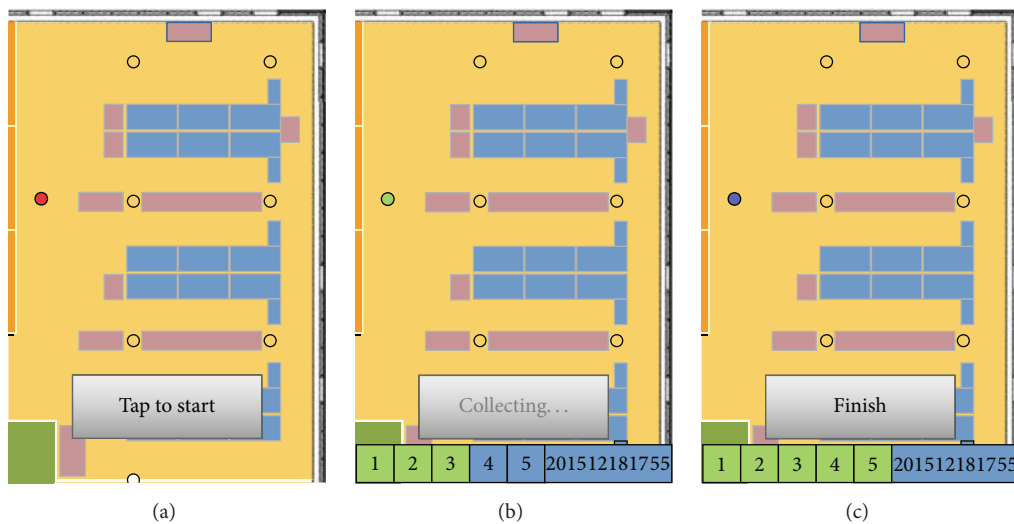 Tap to start
Collecting...
Finish
1 2 3 4 5 201512181755
1 2 3 4 5 201512181755
(a) (b) (c)